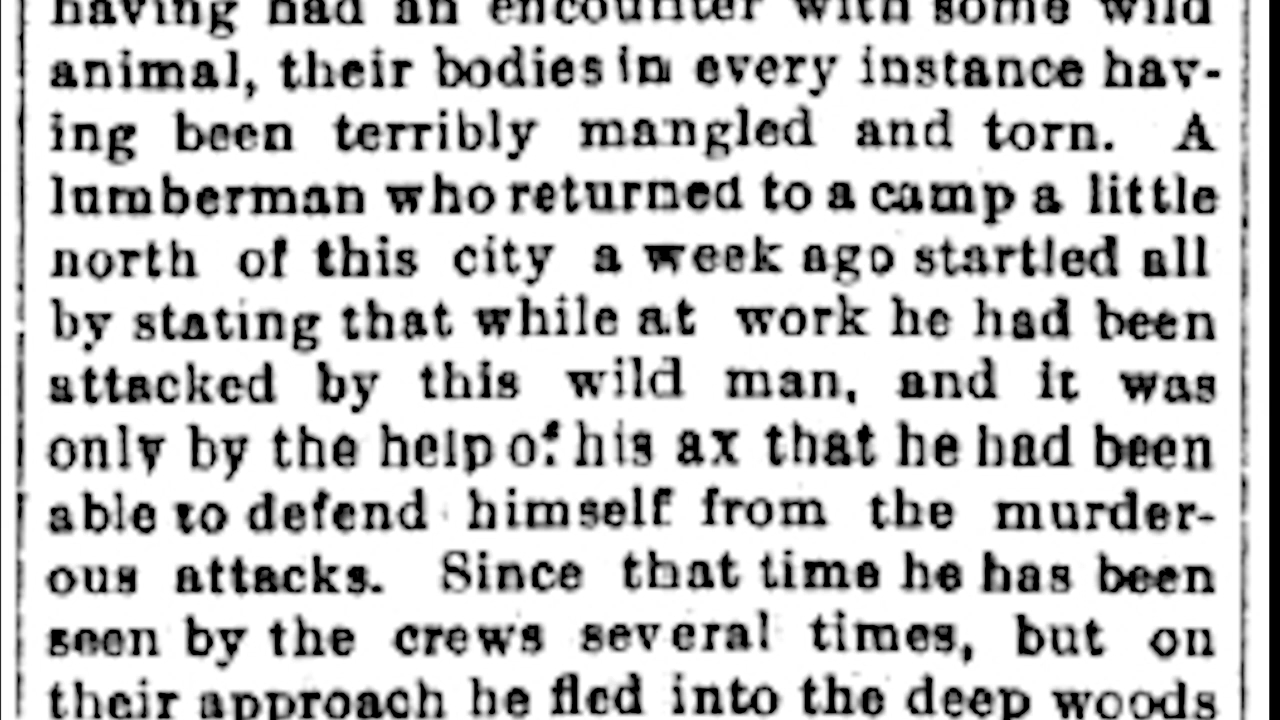 having had an encounter with some wild
animal, their bodies in every instance hav-
ing been terribly mangled and torn. A
lumberman who returned to a camp a little
north of this city a week ago startled all
by stating that while at work he had been
attacked by this wild man, and it was
only by the help of his ax that he had been
able to defend himself from the murder-
ous attacks. Since that time he has been
seen by the crews several times, but on
their approach he fled into the deep woods